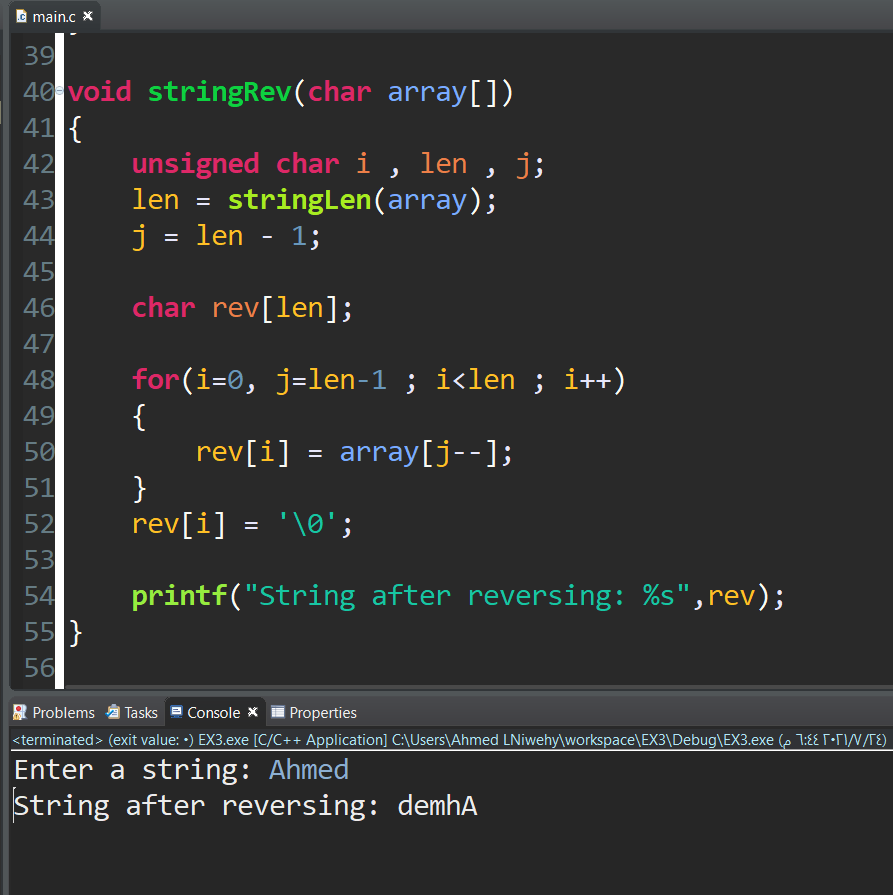 main.c
39
40 void stringRev(char array[])
41 {
42     unsigned char i , len , j;
43     len = stringLen(array);
44     j = len - 1;
45
46     char rev[len];
47
48     for(i=0, j=len-1 ; i<len ; i++)
49     {
50         rev[i] = array[j--];
51     }
52     rev[i] = '\0';
53
54     printf("String after reversing: %s",rev);
55 }
56
Problems Tasks Console Properties
<terminated> (exit value: ٠) EX3.exe [C/C++ Application] C:\Users\Ahmed LNiwehy\workspace\EX3\Debug\EX3.exe (٢٤/٧/٢٠٢١ ٦:٤٤ م)
Enter a string: Ahmed
String after reversing: demhA